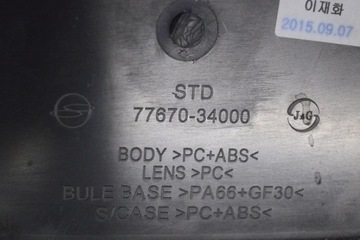 이재화
2015.09.07
STD
77670-34000
J&G
BODY >PC+ABS<
LENS >PC<
BULE BASE >PA66+GF30<
S/CASE >PC+ABS<